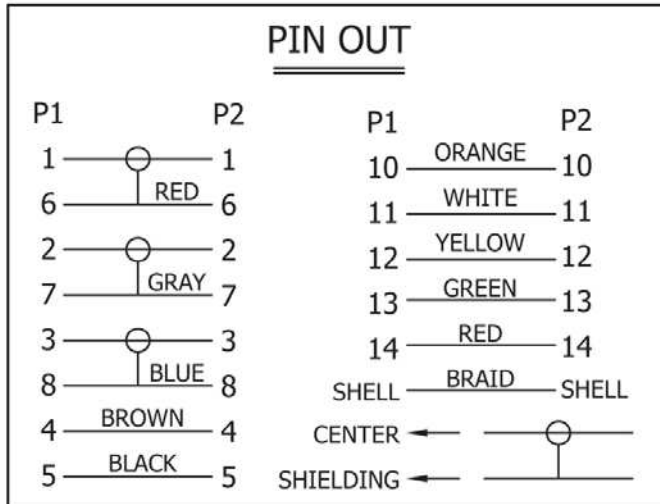 PIN OUT
P1 P2
1 1
6 RED 6
2 2
7 GRAY 7
3 3
8 BLUE 8
4 BROWN 4
5 BLACK 5
P1 P2
10 ORANGE 10
11 WHITE 11
12 YELLOW 12
13 GREEN 13
14 RED 14
SHELL BRAID SHELL
CENTER
SHIELDING